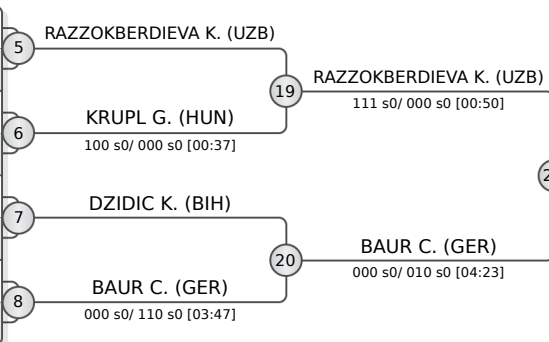 5
RAZZOKBERDIEVA K. (UZB)
19
RAZZOKBERDIEVA K. (UZB)
111 s0/ 000 s0 [00:50]
6
KRUPL G. (HUN)
100 s0/ 000 s0 [00:37]
7
DZIDIC K. (BIH)
20
BAUR C. (GER)
000 s0/ 010 s0 [04:23]
8
BAUR C. (GER)
000 s0/ 110 s0 [03:47]